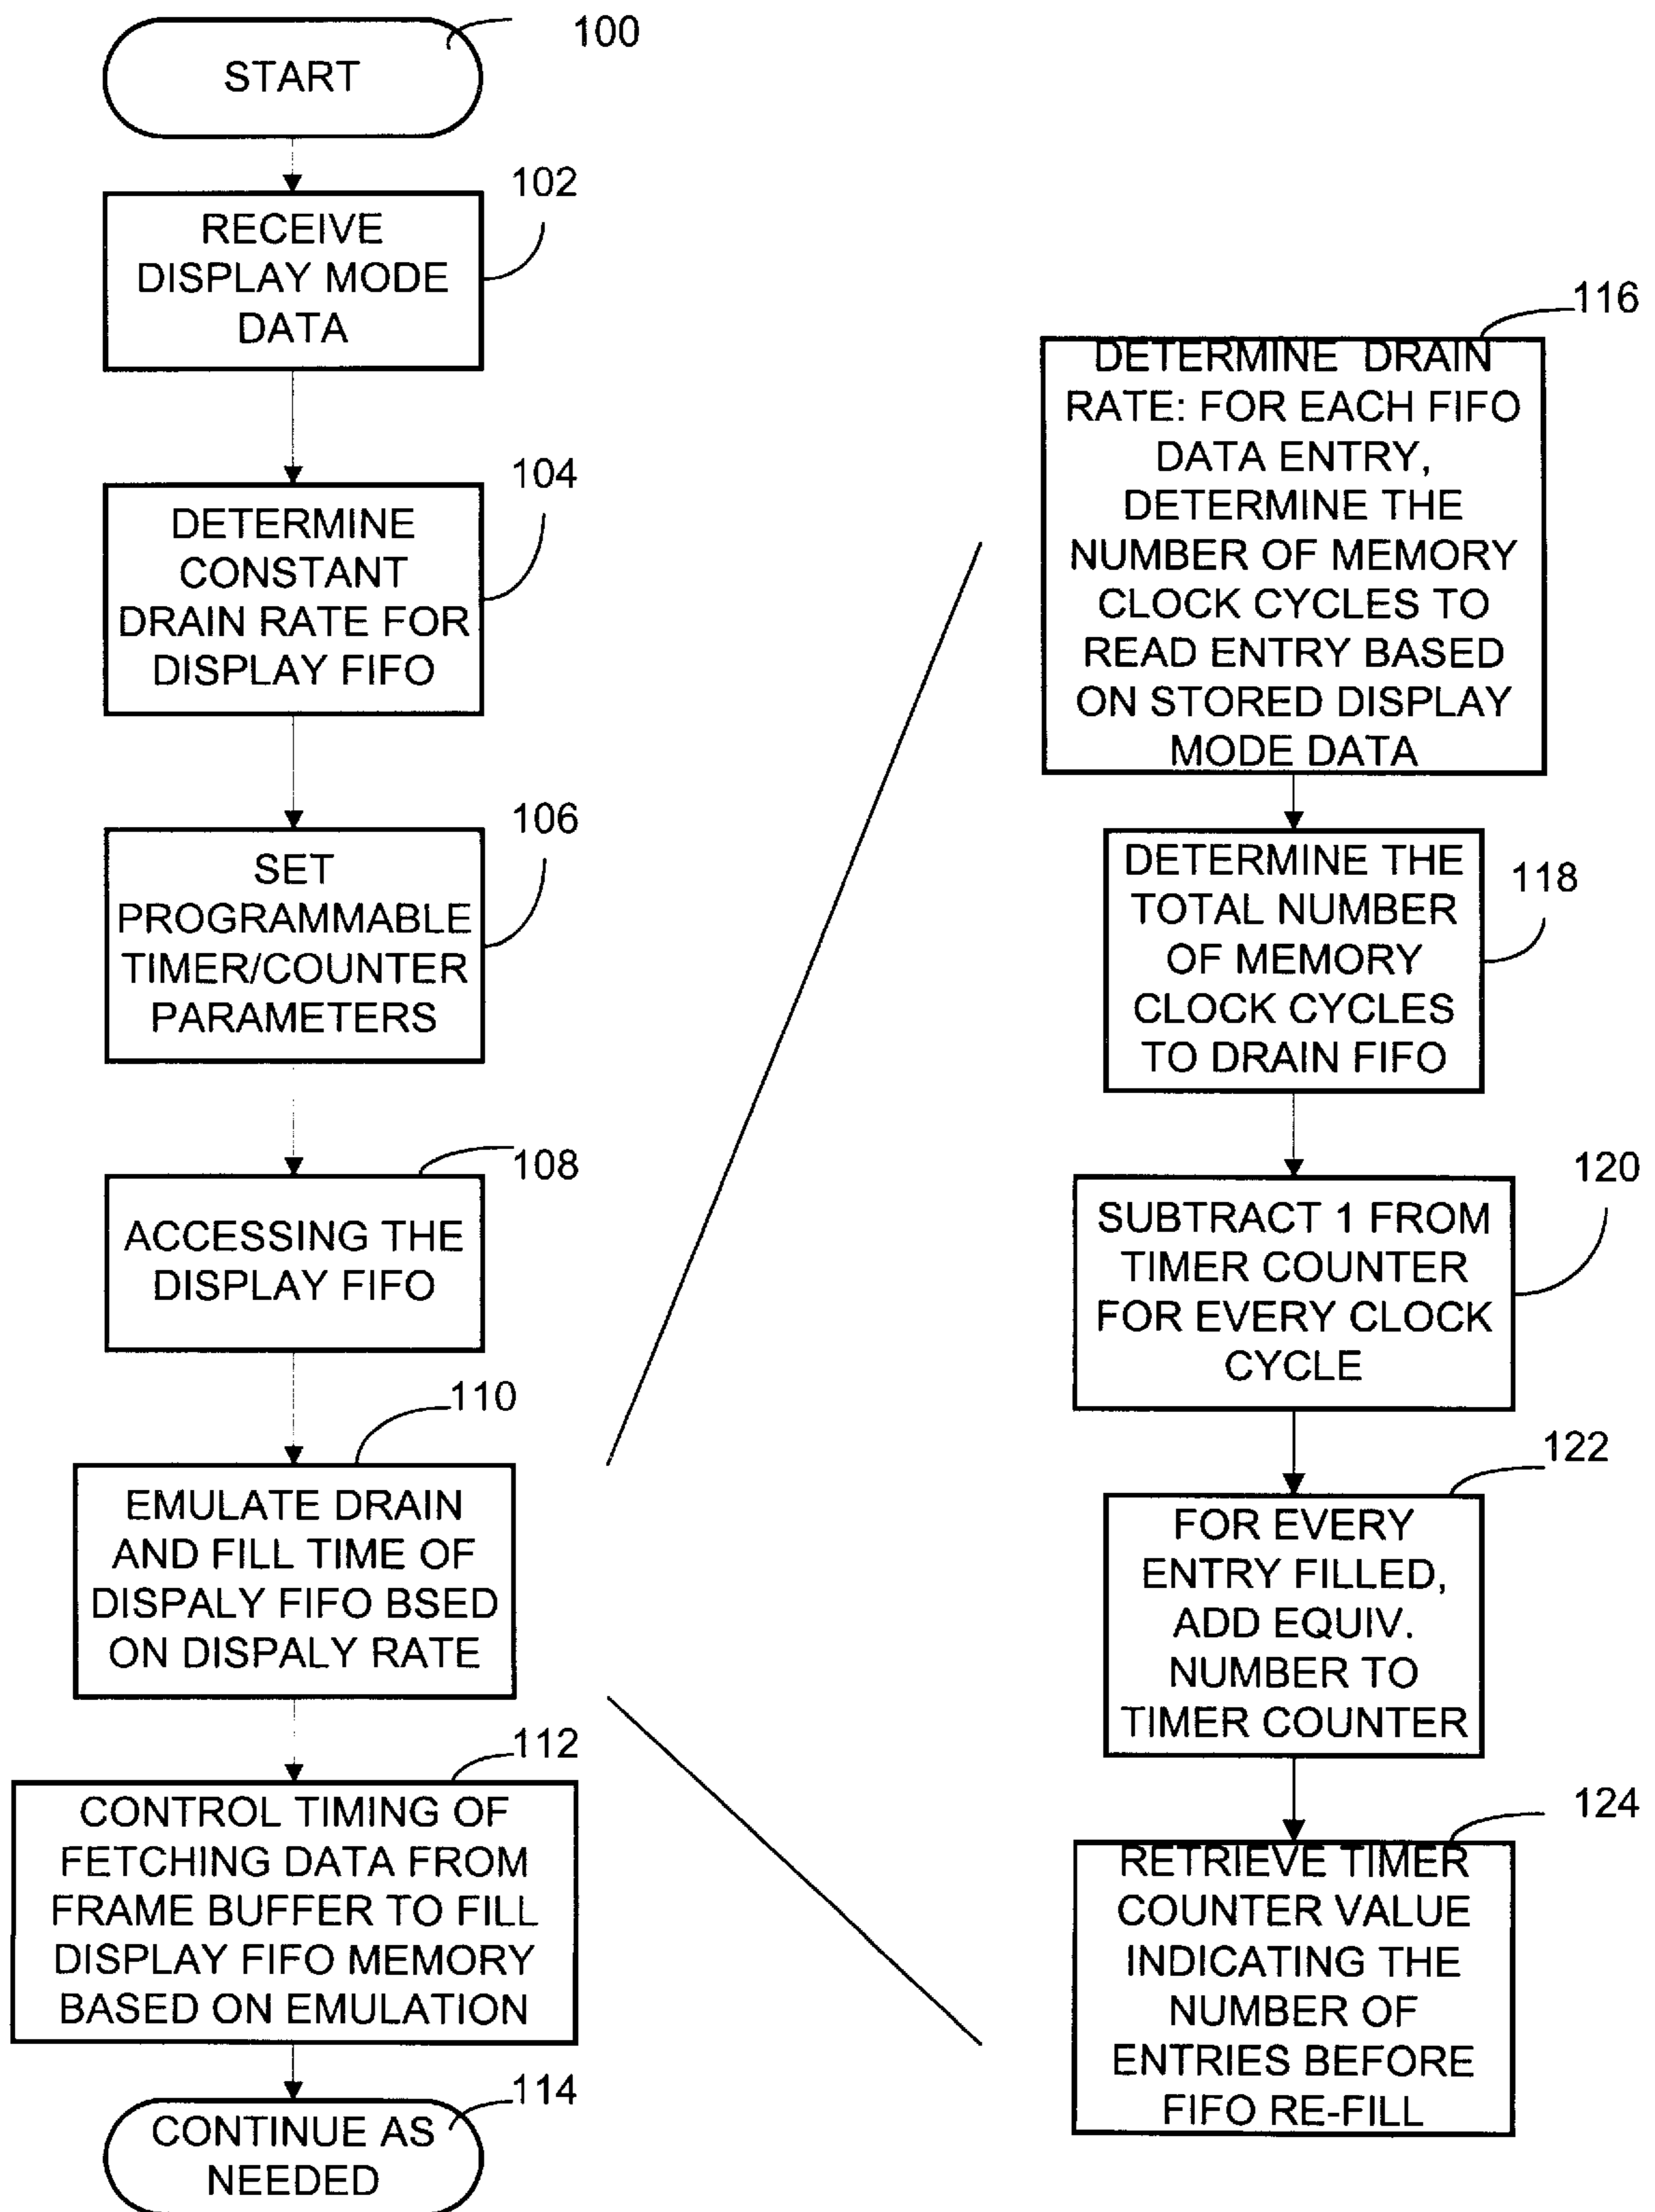 START
100
RECEIVE
DISPLAY MODE
DATA
102
DETERMINE
CONSTANT
DRAIN RATE FOR
DISPLAY FIFO
104
SET
PROGRAMMABLE
TIMER/COUNTER
PARAMETERS
106
ACCESSING THE
DISPLAY FIFO
108
EMULATE DRAIN
AND FILL TIME OF
DISPALY FIFO BSED
ON DISPALY RATE
110
CONTROL TIMING OF
FETCHING DATA FROM
FRAME BUFFER TO FILL
DISPLAY FIFO MEMORY
BASED ON EMULATION
112
CONTINUE AS
NEEDED
114
DETERMINE DRAIN
RATE: FOR EACH FIFO
DATA ENTRY,
DETERMINE THE
NUMBER OF MEMORY
CLOCK CYCLES TO
READ ENTRY BASED
ON STORED DISPLAY
MODE DATA
116
DETERMINE THE
TOTAL NUMBER
OF MEMORY
CLOCK CYCLES
TO DRAIN FIFO
118
SUBTRACT 1 FROM
TIMER COUNTER
FOR EVERY CLOCK
CYCLE
120
FOR EVERY
ENTRY FILLED,
ADD EQUIV.
NUMBER TO
TIMER COUNTER
122
RETRIEVE TIMER
COUNTER VALUE
INDICATING THE
NUMBER OF
ENTRIES BEFORE
FIFO RE-FILL
124